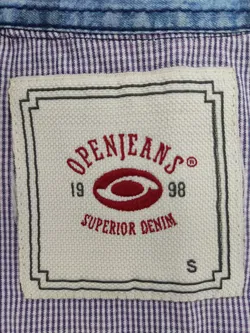 OPENJEANS®
19 98
SUPERIOR DENIM
S